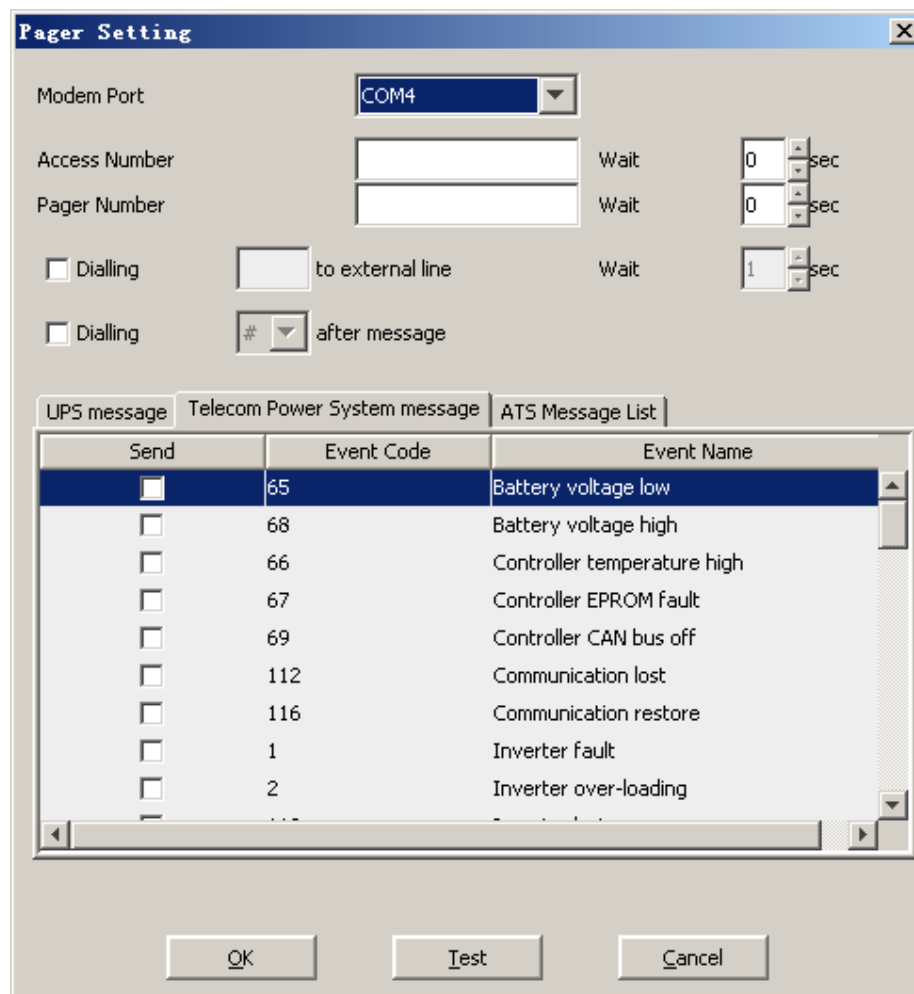 Pager Setting
Modem Port COM4
Access Number Wait 0 sec
Pager Number Wait 0 sec
Dialling to external line Wait 1 sec
Dialling # after message
UPS message Telecom Power System message ATS Message List
Send Event Code Event Name
65 Battery voltage low
68 Battery voltage high
66 Controller temperature high
67 Controller EPROM fault
69 Controller CAN bus off
112 Communication lost
116 Communication restore
1 Inverter fault
2 Inverter over-loading
OK Test Cancel